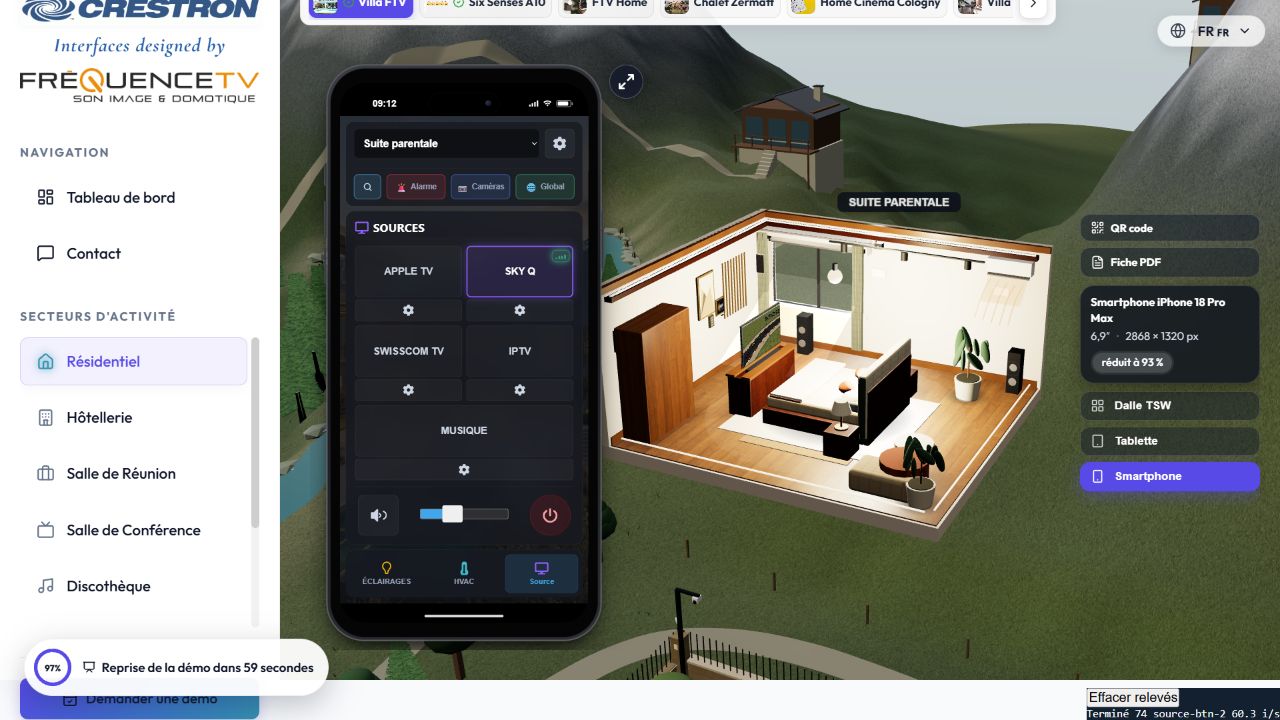 CRESTRON
Interfaces designed by
FRÉQUENCETV
SON IMAGE & DOMOTIQUE
NAVIGATION
Tableau de bord
Contact
SECTEURS D'ACTIVITÉ
Résidentiel
Hôtellerie
Salle de Réunion
Salle de Conférence
Discothèque
97%
Reprise de la démo dans 59 secondes
Demander une démo
Villa FTV
Six Senses A10
FTV Home
Chalet Zermatt
Home Cinema Cologny
Villa
FR FR
09:12
Suite parentale
Alarme
Caméras
Global
SOURCES
APPLE TV
SKY Q
SWISSCOM TV
IPTV
MUSIQUE
ÉCLAIRAGES
HVAC
Source
SUITE PARENTALE
QR code
Fiche PDF
Smartphone iPhone 18 Pro
Max
6,9″ · 2868 × 1320 px
réduit à 93 %
Dalle TSW
Tablette
Smartphone
Effacer relevés
Terminé 74 source-btn-2 60.3 i/s